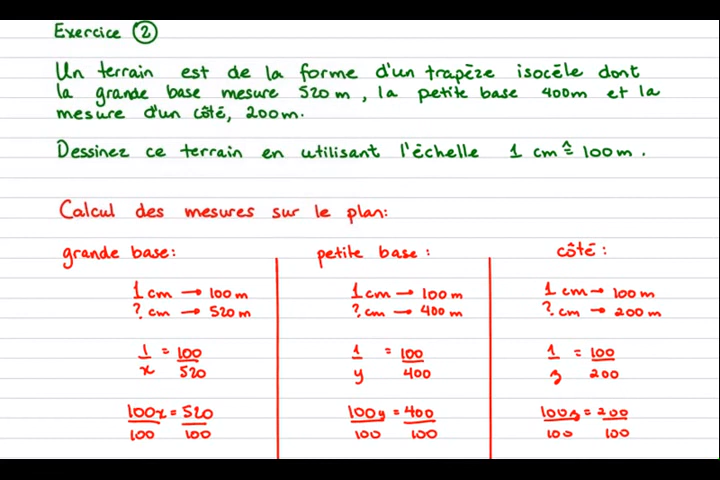 Exercice 2
Un terrain est de la forme d'un trapèze isocèle dont
la grande base mesure 520 m, la petite base 400m et la
mesure d'un côté, 200 m.
Dessinez ce terrain en utilisant l'échelle 1 cm ≙ 100 m.
Calcul des mesures sur le plan:
grande base:
1 cm → 100 m
? cm → 520 m
1/x = 100/520
100x/100 = 520/100
petite base:
1 cm → 100 m
? cm → 400 m
1/y = 100/400
100y/100 = 400/100
côté:
1 cm → 100 m
? cm → 200 m
1/z = 100/200
100z/100 = 200/100